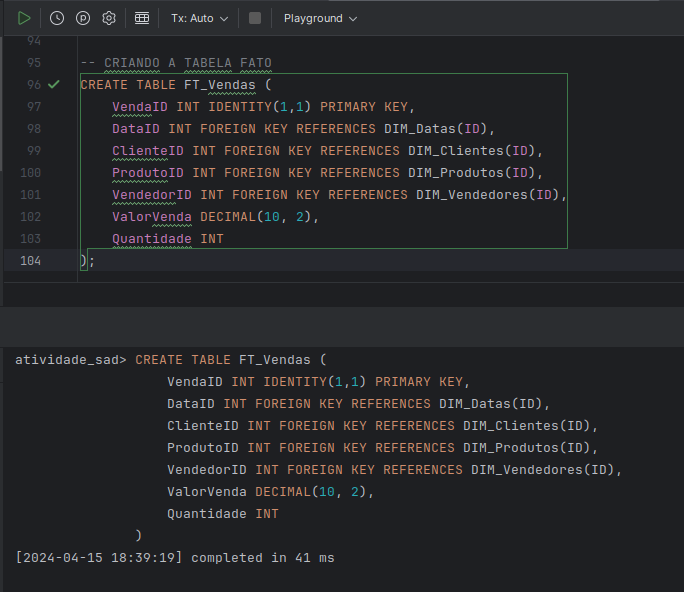 Tx: Auto Playground
94
95 -- CRIANDO A TABELA FATO
96 CREATE TABLE FT_Vendas (
97 VendaID INT IDENTITY(1,1) PRIMARY KEY,
98 DataID INT FOREIGN KEY REFERENCES DIM_Datas(ID),
99 ClienteID INT FOREIGN KEY REFERENCES DIM_Clientes(ID),
100 ProdutoID INT FOREIGN KEY REFERENCES DIM_Produtos(ID),
101 VendedorID INT FOREIGN KEY REFERENCES DIM_Vendedores(ID),
102 ValorVenda DECIMAL(10, 2),
103 Quantidade INT
104 );
atividade_sad> CREATE TABLE FT_Vendas (
VendaID INT IDENTITY(1,1) PRIMARY KEY,
DataID INT FOREIGN KEY REFERENCES DIM_Datas(ID),
ClienteID INT FOREIGN KEY REFERENCES DIM_Clientes(ID),
ProdutoID INT FOREIGN KEY REFERENCES DIM_Produtos(ID),
VendedorID INT FOREIGN KEY REFERENCES DIM_Vendedores(ID),
ValorVenda DECIMAL(10, 2),
Quantidade INT
)
[2024-04-15 18:39:19] completed in 41 ms